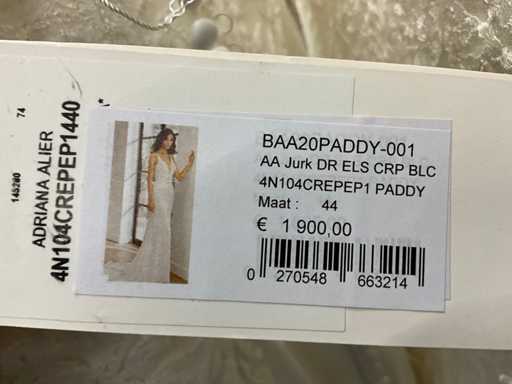 BAA20PADDY-001
AA Jurk DR ELS CRP BLC
4N104CREPEP1 PADDY
Maat : 44
€ 1 900,00
0 270548 663214
ADRIANA ALIER
4N104CREPEP1440
74